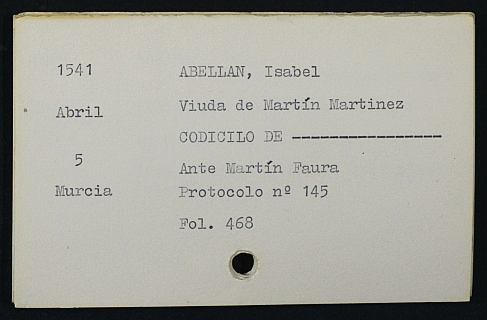 1541 ABELLAN, Isabel
Abril Viuda de Martín Martinez
CODICILO DE ----------------
5 Ante Martín Faura
Murcia Protocolo nº 145
Fol. 468